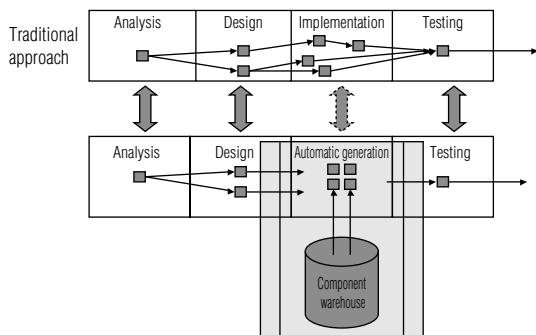 Traditional
approach
Analysis
Design
Implementation
Testing
Analysis
Design
Automatic generation
Testing
Component
warehouse